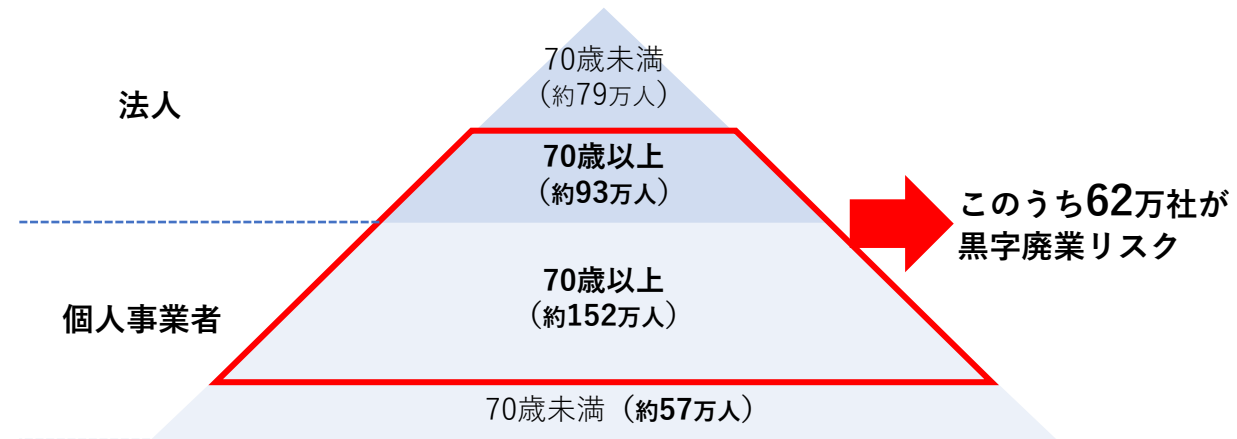 70歳未満
（約79万人）
法人
70歳以上
（約93万人）
このうち62万社が
黒字廃業リスク
70歳以上
（約152万人）
個人事業者
70歳未満（約57万人）